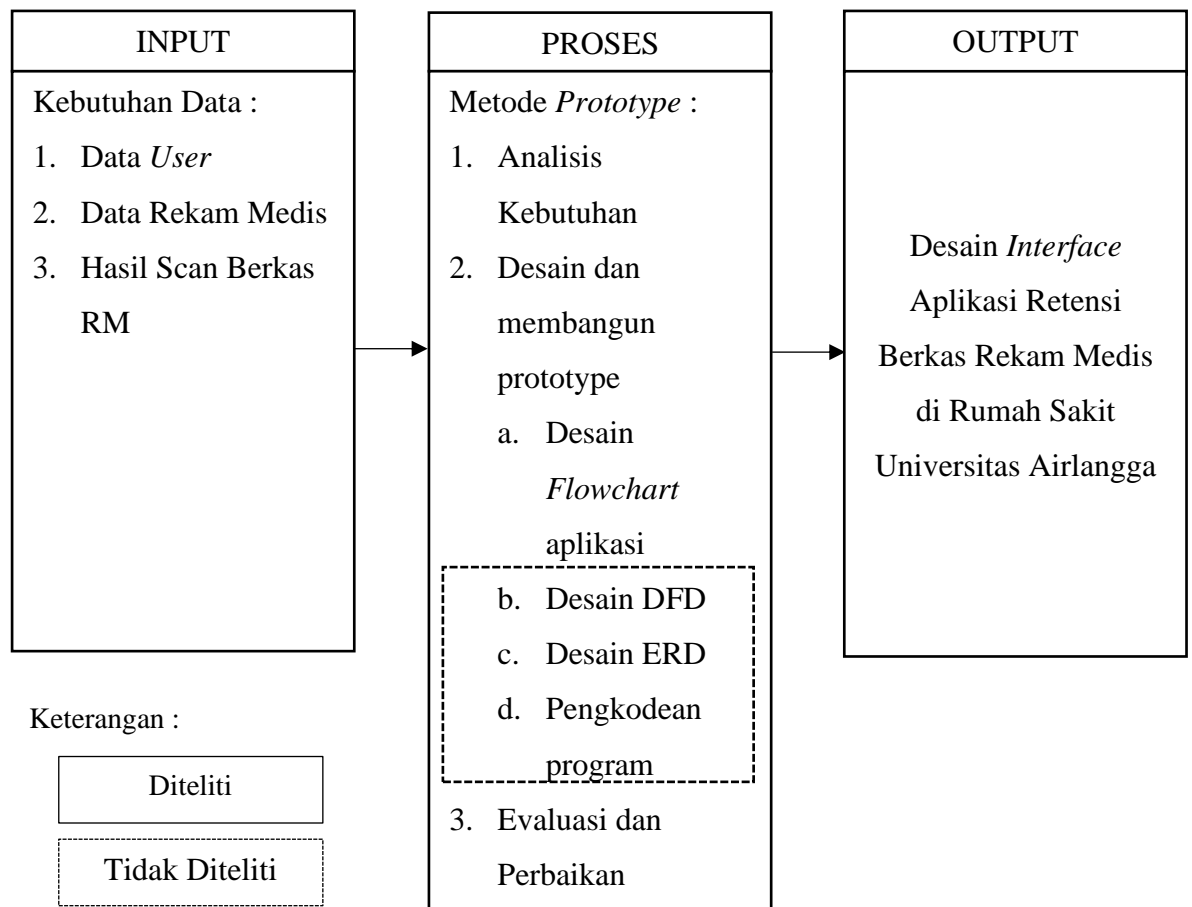 INPUT
Kebutuhan Data :
1. Data User
2. Data Rekam Medis
3. Hasil Scan Berkas
RM
PROSES
Metode Prototype :
1. Analisis
Kebutuhan
2. Desain dan
membangun
prototype
a. Desain
Flowchart
aplikasi
b. Desain DFD
c. Desain ERD
d. Pengkodean
program
3. Evaluasi dan
Perbaikan
OUTPUT
Desain Interface
Aplikasi Retensi
Berkas Rekam Medis
di Rumah Sakit
Universitas Airlangga
Keterangan :
Diteliti
Tidak Diteliti